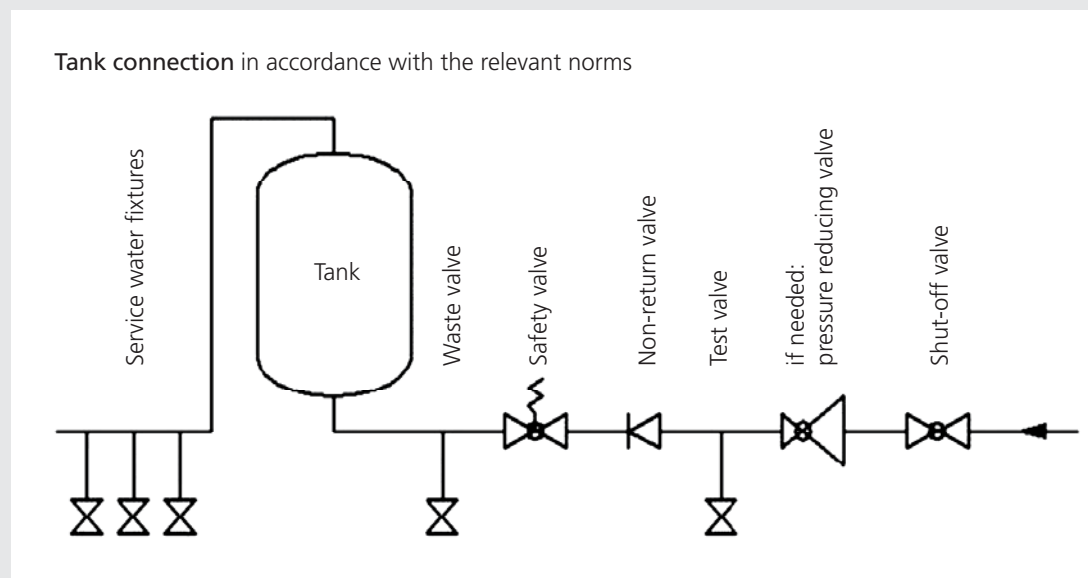 Tank connection in accordance with the relevant norms
Service water fixtures
Tank
Waste valve
Safety valve
Non-return valve
Test valve
if needed:
pressure reducing valve
Shut-off valve